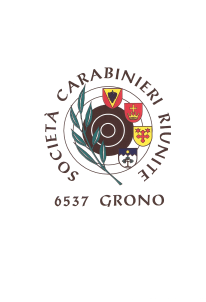 SOCIETÀ CARABINIERI RIUNITE
6537 GRONO